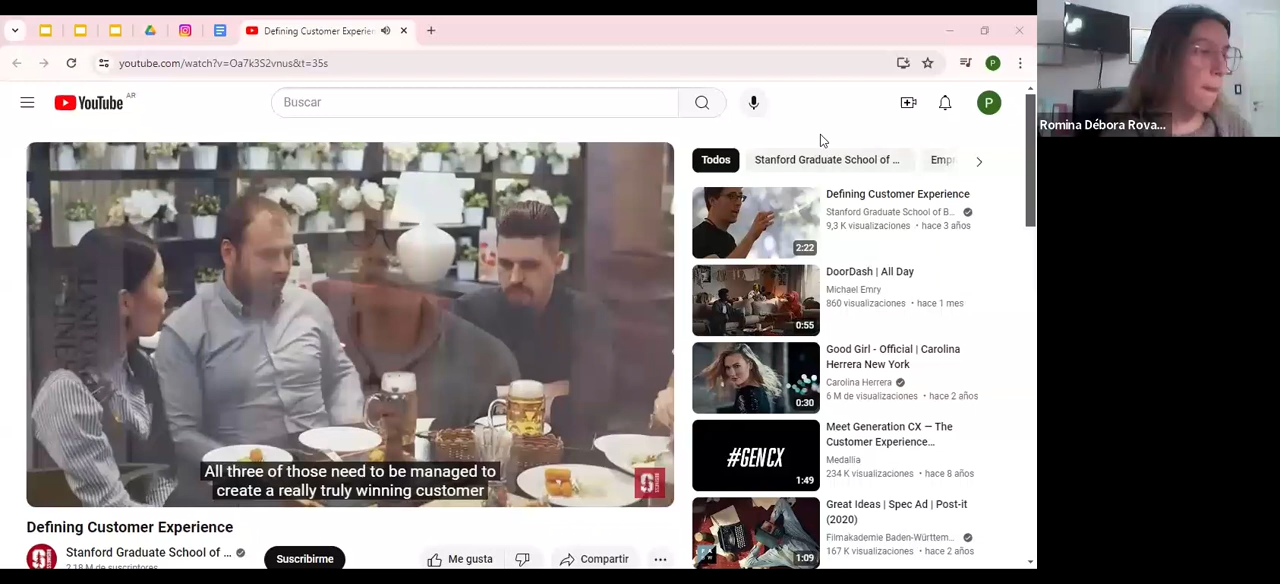 Defining Customer Experien
youtube.com/watch?v=Oa7k3S2vnus&t=35s
P
YouTube AR
Buscar
P
Romina Débora Rova...
Todos
Stanford Graduate School of ...
Empr
All three of those need to be managed to
create a really truly winning customer
S
Defining Customer Experience
Stanford Graduate School of ...
2,18 M de suscriptores
Suscribirme
Me gusta
Compartir
Defining Customer Experience
Stanford Graduate School of B...
9,3 K visualizaciones • hace 3 años
2:22
DoorDash | All Day
Michael Emry
860 visualizaciones • hace 1 mes
0:55
Good Girl - Official | Carolina
Herrera New York
Carolina Herrera
6 M de visualizaciones • hace 2 años
0:30
Meet Generation CX — The
Customer Experience...
Medallia
234 K visualizaciones • hace 8 años
#GENCX
1:49
Great Ideas | Spec Ad | Post-it
(2020)
Filmakademie Baden-Württem...
167 K visualizaciones • hace 2 años
1:09